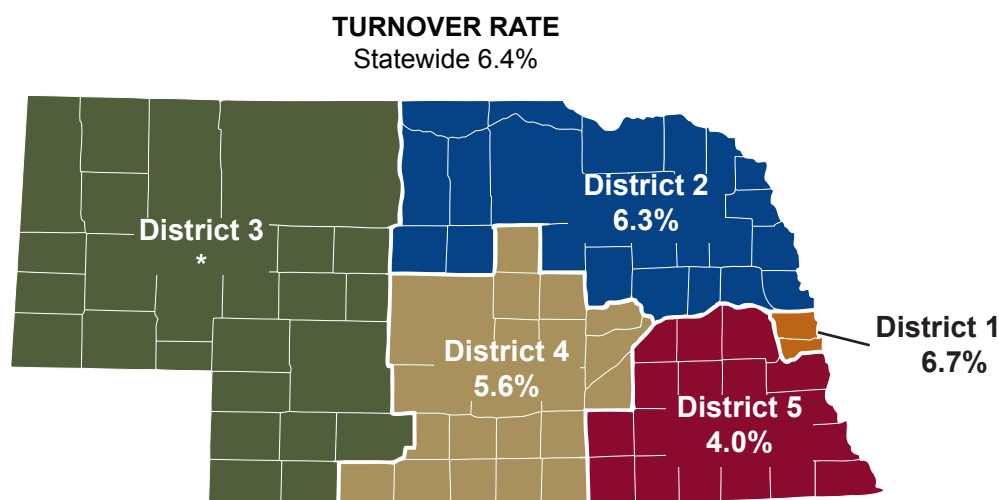 TURNOVER RATE
Statewide 6.4%
District 2
6.3%
District 3
*
District 1
6.7%
District 4
5.6%
District 5
4.0%